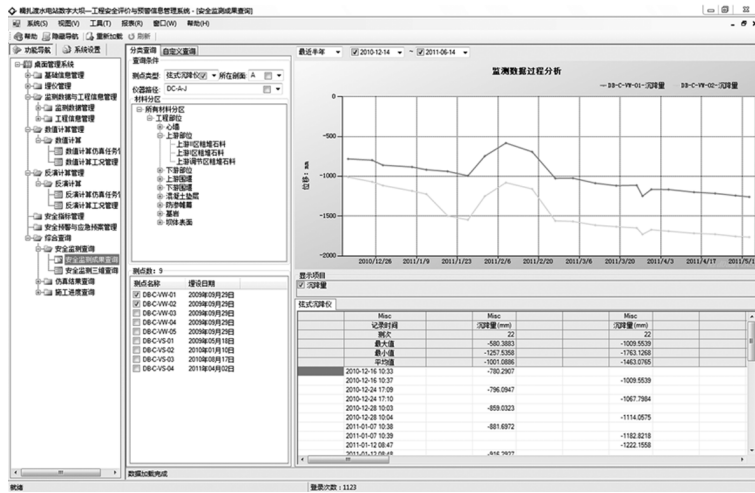 糯扎渡水电站数字大坝—工程安全评价与预警信息管理系统 - [安全监测成果查询]
系统(S) 视图(V) 工具(T) 报表(R) 窗口(W) 帮助(H)
帮助 隐藏导航 重新加载 刷新
功能导航 系统设置
桌面管理系统
基础信息管理
埋仪管理
监测数据与工程信息管理
监测数据管理
工程信息管理
数值计算管理
数值计算
数值计算仿真任务
数值计算工况管理
反演计算管理
反演计算
反演计算仿真任务
反演计算工况管理
安全指标管理
安全预警与应急预案管理
综合查询
安全监测查询
安全监测成果查询
安全监测三维查询
仿真结果查询
施工进度查询
分类查询 自定义查询
查询条件
测点类型: 弦式沉降仪 所在剖面: A
仪器路径: DC-A-J
材料分区
所有材料分区
工程部位
心墙
上游部位
上游II区粗堆石料
上游I区粗堆石料
上游调节区粗堆石料
下游部位
上游围堰
下游围堰
混凝土垫层
防渗帷幕
基岩
坝体表面
测点数: 9
测点名称 埋设日期
DB-C-VW-01 2009年09月29日
DB-C-VW-02 2009年09月29日
DB-C-VW-03 2009年09月29日
DB-C-VW-04 2009年09月29日
DB-C-VW-05 2009年09月29日
DB-C-VS-01 2009年05月18日
DB-C-VS-02 2010年01月10日
DB-C-VS-03 2010年08月17日
DB-C-VS-04 2011年04月02日
最近半年 2010-12-14 ~ 2011-06-14
监测数据过程分析
DB-C-VW-01-沉降量 DB-C-VW-02-沉降量
位移: mm
0
-500
-1000
-1500
-2000
2010/12/26 2011/1/9 2011/1/23 2011/2/6 2011/2/20 2011/3/6 2011/3/20 2011/4/3 2011/4/17 2011/5/1
显示项目
沉降量
弦式沉降仪
Misc Misc
记录时间 沉降量(mm) 沉降量(mm)
测次 22 22
最大值 -580.3883 -1009.5539
最小值 -1257.5358 -1763.1268
平均值 -1001.0886 -1463.0765
2010-12-16 10:33 -780.2907
2010-12-16 10:37 -1009.5539
2010-12-24 17:09 -796.0947
2010-12-24 17:10 -1067.7984
2010-12-28 10:03 -859.0323
2010-12-28 10:04 -1114.0575
2011-01-07 10:38 -881.6972
2011-01-07 10:39 -1182.8218
2011-01-12 08:47 -1222.1558
2011-01-12 08:48 -916.2927
数据加载完成
就绪 登录次数：1123